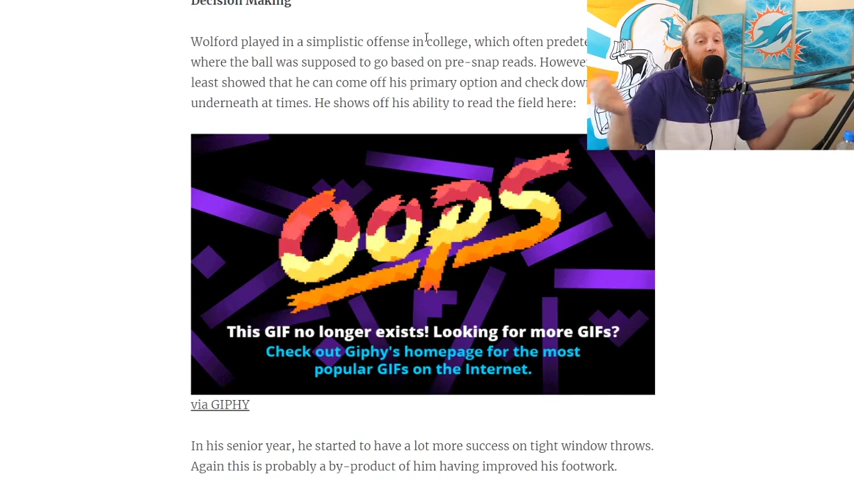 Decision Making
Wolford played in a simplistic offense in college, which often
where the ball was supposed to go based on pre-snap reads.
least showed that he can come off his primary option and check
underneath at times. He shows off his ability to read the field here:
Oops
This GIF no longer exists! Looking for more GIFs?
Check out Giphy's homepage for the most
popular GIFs on the Internet.
via GIPHY
In his senior year, he started to have a lot more success on tight window throws.
Again this is probably a by-product of him having improved his footwork.